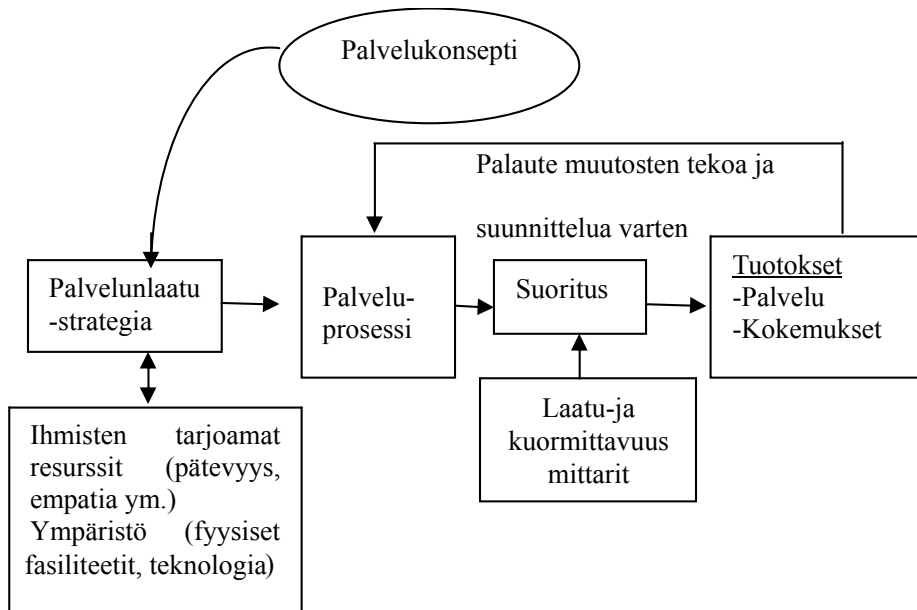 Palvelukonsepti
Palaute muutosten tekoa ja
suunnittelua varten
Palvelunlaatu
-strategia
Palvelu-
prosessi
Suoritus
Tuotokset
-Palvelu
-Kokemukset
Ihmisten tarjoamat
resurssit (pätevyys,
empatia ym.)
Ympäristö (fyysiset
fasiliteetit, teknologia)
Laatu-ja
kuormittavuus
mittarit